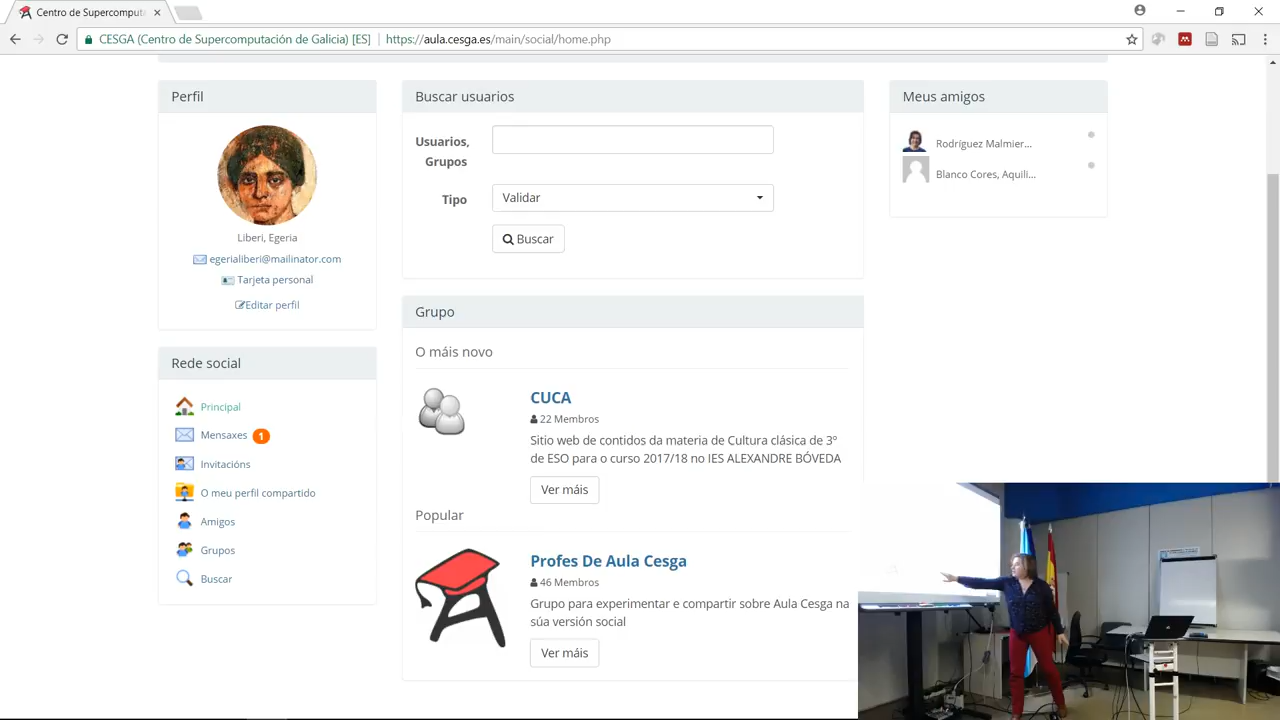 Centro de Supercomputa
CESGA (Centro de Supercomputación de Galicia) [ES]
https://aula.cesga.es/main/social/home.php
Perfil
Liberi, Egeria
egerialiberi@mailinator.com
Tarjeta personal
Editar perfil
Rede social
Principal
Mensaxes 1
Invitacións
O meu perfil compartido
Amigos
Grupos
Buscar
Buscar usuarios
Usuarios,
Grupos
Tipo
Validar
Buscar
Grupo
O máis novo
CUCA
22 Membros
Sitio web de contidos da materia de Cultura clásica de 3º
de ESO para o curso 2017/18 no IES ALEXANDRE BÓVEDA
Ver máis
Popular
Profes De Aula Cesga
46 Membros
Grupo para experimentar e compartir sobre Aula Cesga na
súa versión social
Ver máis
Meus amigos
Rodríguez Malmier...
Blanco Cores, Aquili...